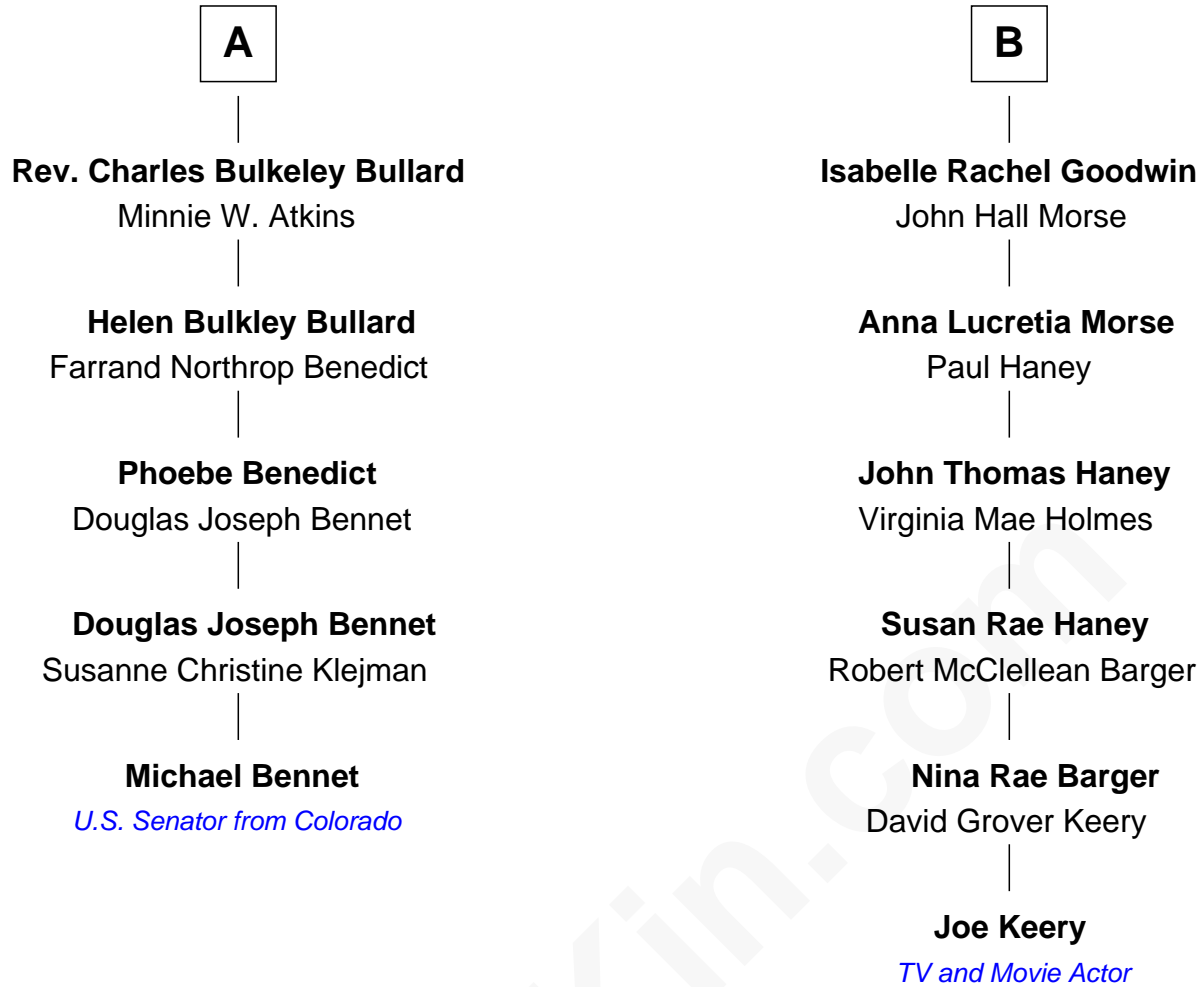 A
Rev. Charles Bulkeley Bullard
Minnie W. Atkins
Helen Bulkley Bullard
Farrand Northrop Benedict
Phoebe Benedict
Douglas Joseph Bennet
Douglas Joseph Bennet
Susanne Christine Klejman
Michael Bennet
U.S. Senator from Colorado
B
Isabelle Rachel Goodwin
John Hall Morse
Anna Lucretia Morse
Paul Haney
John Thomas Haney
Virginia Mae Holmes
Susan Rae Haney
Robert McClellean Barger
Nina Rae Barger
David Grover Keery
Joe Keery
TV and Movie Actor